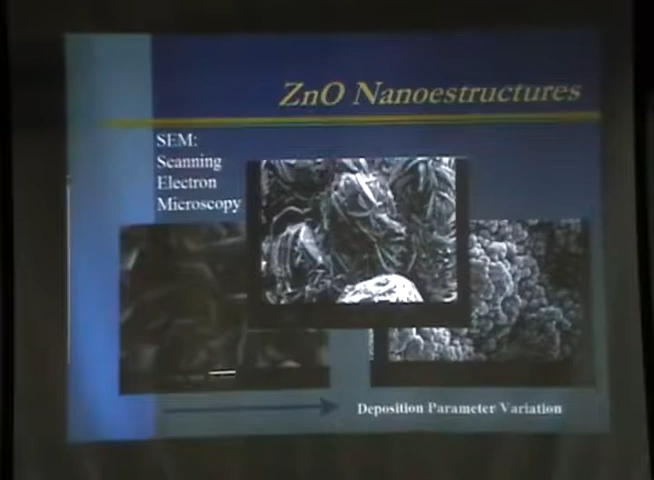 ZnO Nanoestructures
SEM:
Scanning
Electron
Microscopy
Deposition Parameter Variation